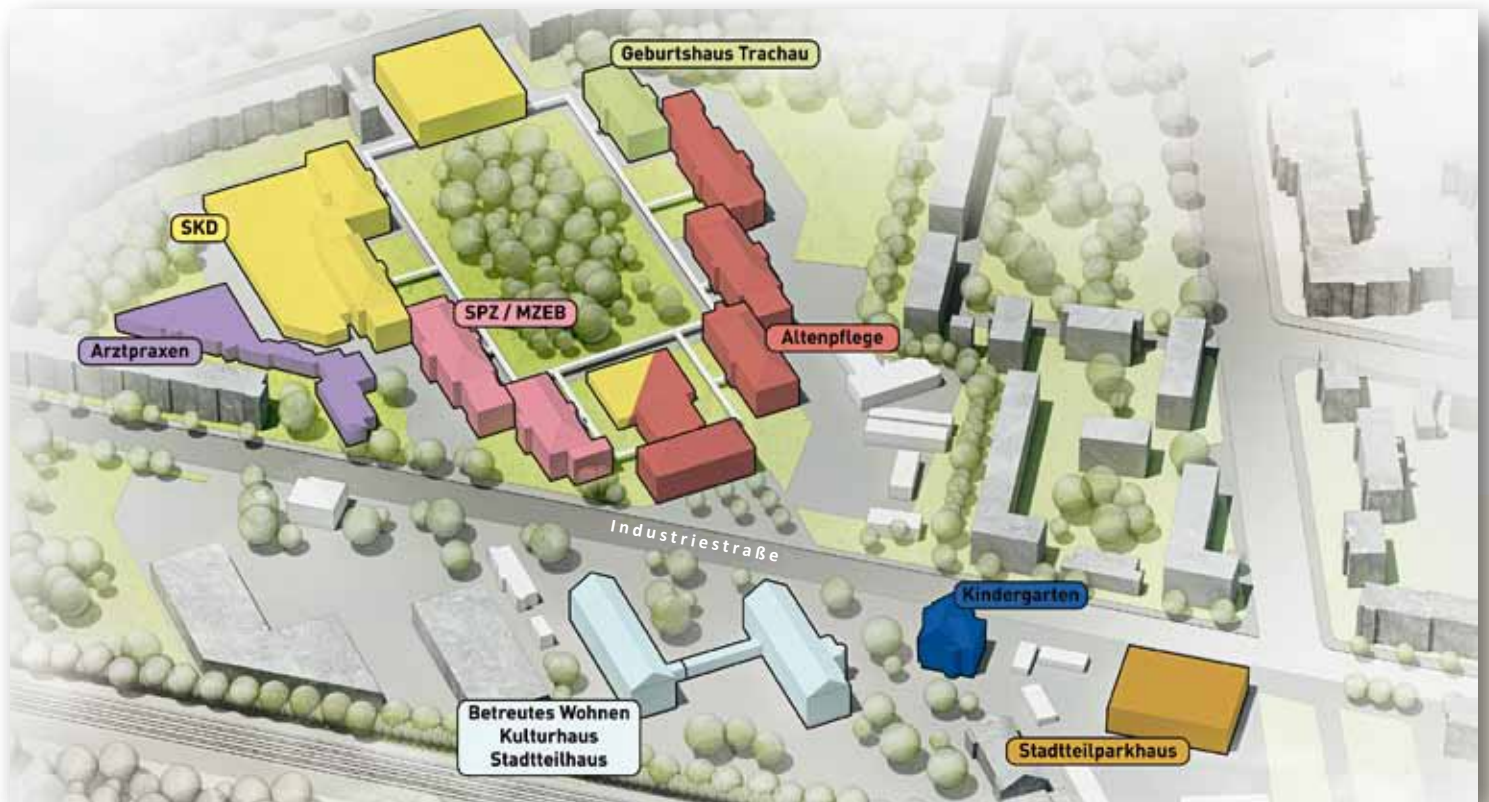 Geburtshaus Trachau
SKD
SPZ / MZEB
Arztpraxen
Altenpflege
Industriestraße
Kindergarten
Betreutes Wohnen
Kulturhaus
Stadtteilhaus
Stadtteilparkhaus